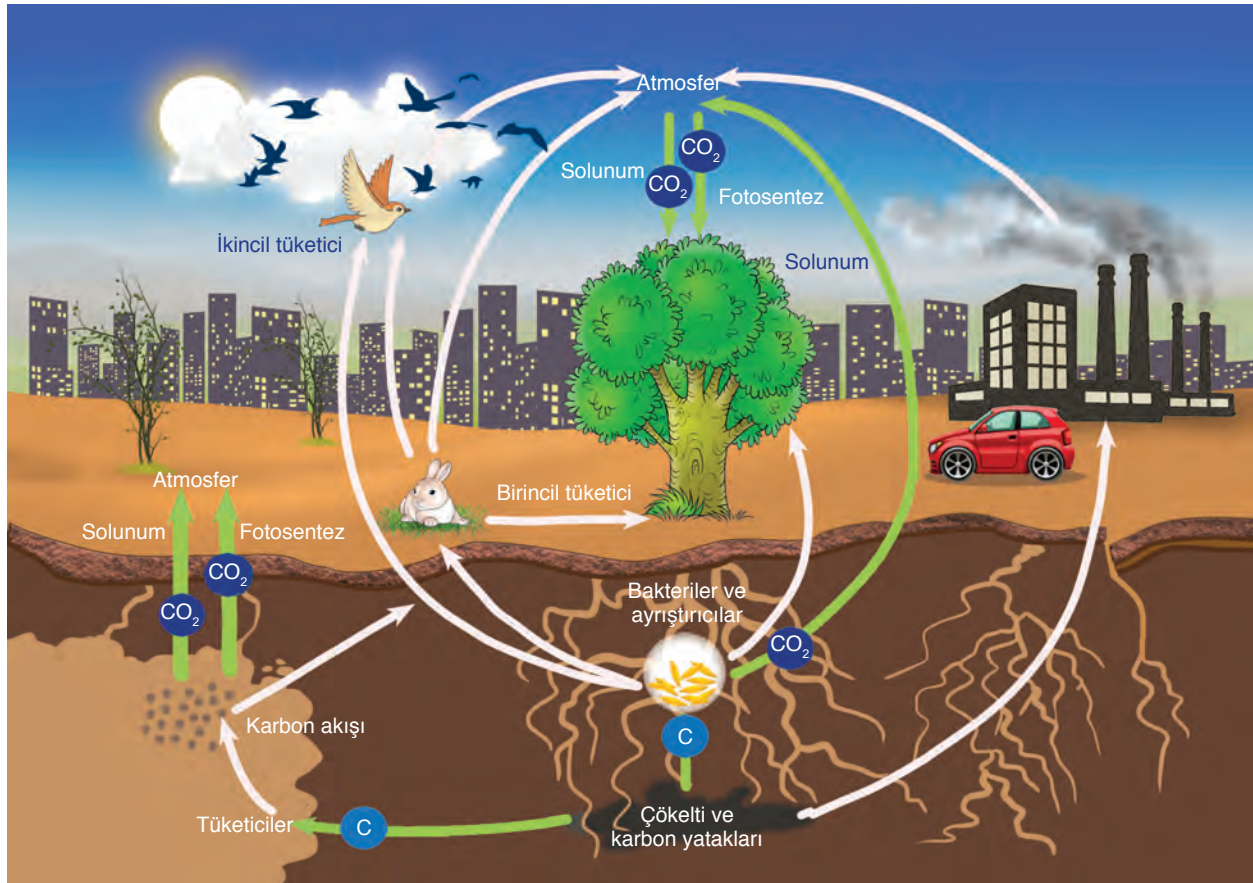 Atmosfer
Solunum
CO2
CO2
Fotosentez
İkincil tüketici
Solunum
Atmosfer
Solunum
Fotosentez
CO2
CO2
Birincil tüketici
Bakteriler ve
ayrıştırıcılar
CO2
Karbon akışı
C
Tüketiciler
C
Çökelti ve
karbon yatakları